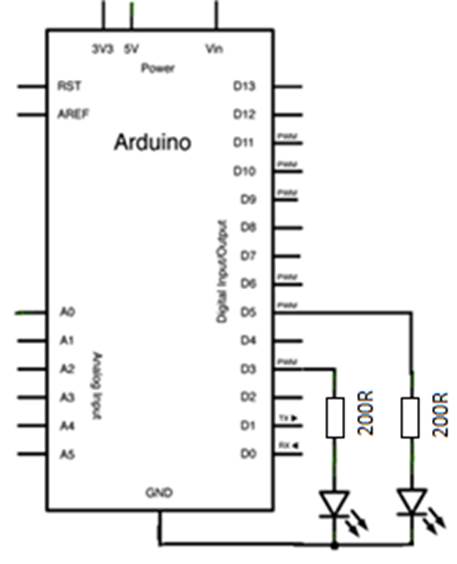 3V3 5V Vin
Power
RST D13
AREF D12
Arduino
D11 PWM
D10 PWM
D9 PWM
D8
D7
D6 PWM
Digital Input/Output
A0 D5 PWM
A1 D4
A2 D3 PWM
A3 D2
A4 D1 TX
A5 D0 RX
Analog Input
200R
200R
GND